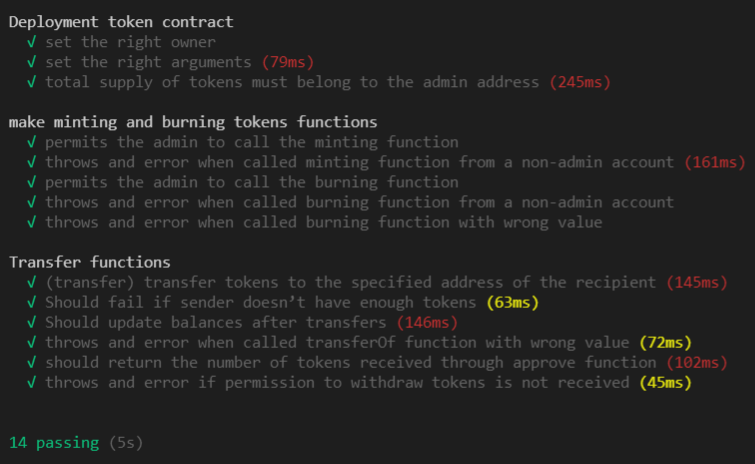 Deployment token contract
√ set the right owner
√ set the right arguments (79ms)
√ total supply of tokens must belong to the admin address (245ms)
make minting and burning tokens functions
√ permits the admin to call the minting function
√ throws and error when called minting function from a non-admin account (161ms)
√ permits the admin to call the burning function
√ throws and error when called burning function from a non-admin account
√ throws and error when called burning function with wrong value
Transfer functions
√ (transfer) transfer tokens to the specified address of the recipient (145ms)
√ Should fail if sender doesn’t have enough tokens (63ms)
√ Should update balances after transfers (146ms)
√ throws and error when called transferOf function with wrong value (72ms)
√ should return the number of tokens received through approve function (102ms)
√ throws and error if permission to withdraw tokens is not received (45ms)
14 passing (5s)